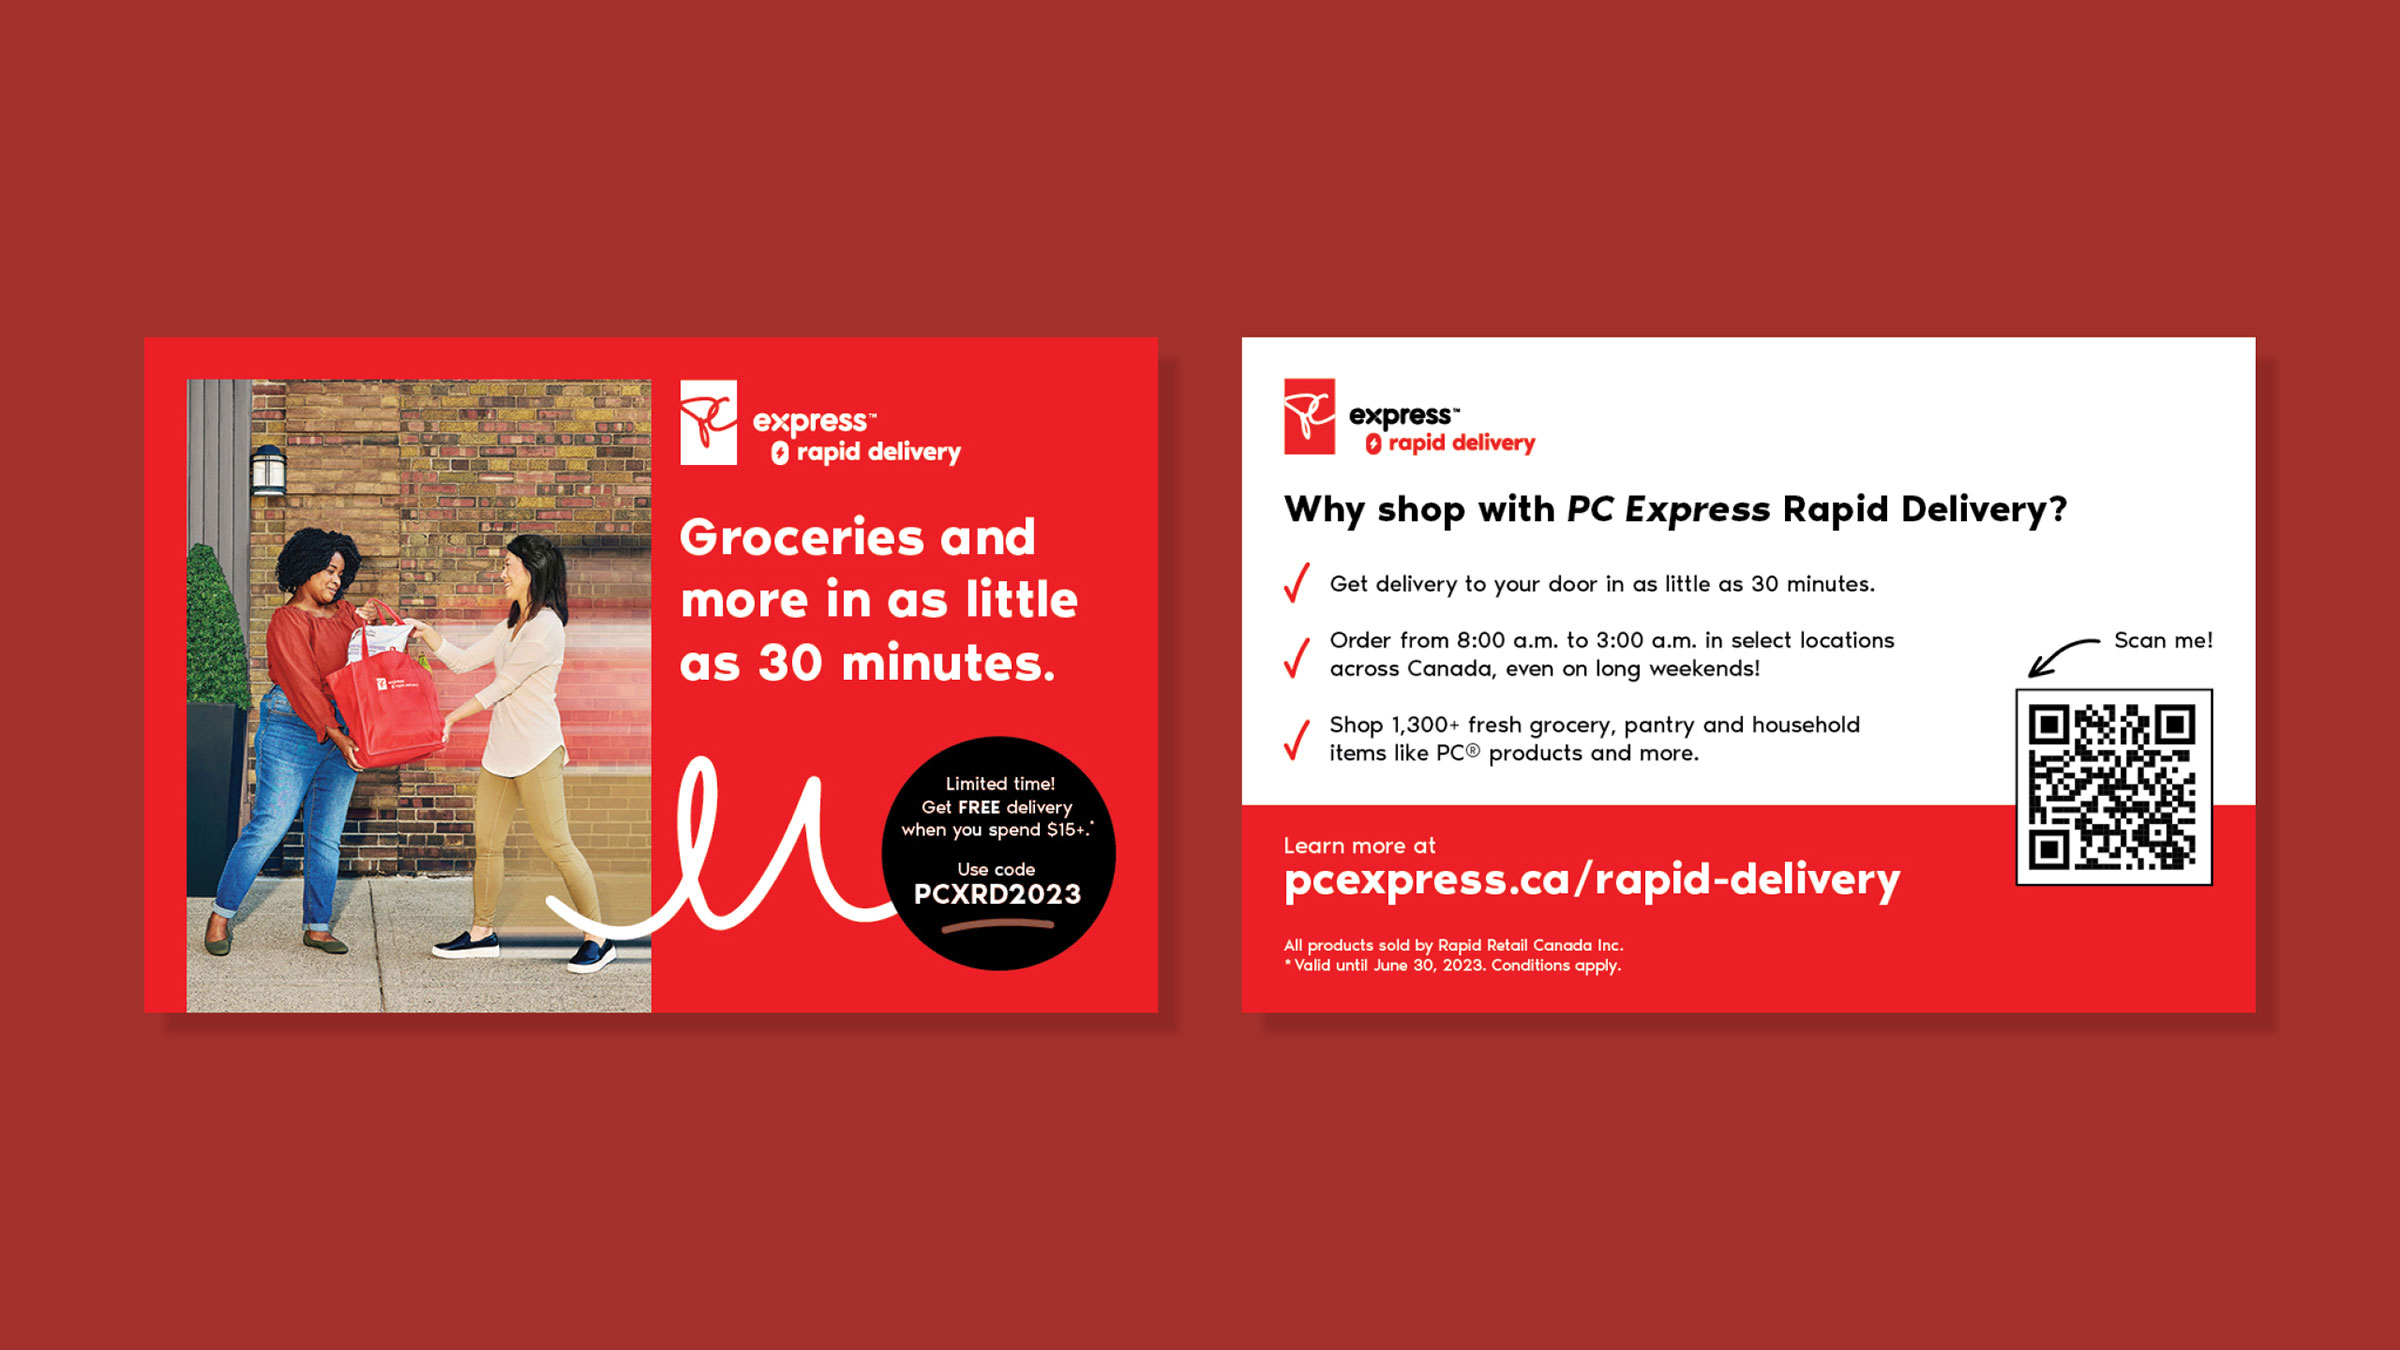 PC express™
rapid delivery
Groceries and
more in as little
as 30 minutes.
Limited time!
Get FREE delivery
when you spend $15+.*
Use code
PCXRD2023
PC express™
rapid delivery
Why shop with PC Express Rapid Delivery?
Get delivery to your door in as little as 30 minutes.
Order from 8:00 a.m. to 3:00 a.m. in select locations
across Canada, even on long weekends!
Shop 1,300+ fresh grocery, pantry and household
items like PC® products and more.
Scan me!
Learn more at
pcexpress.ca/rapid-delivery
All products sold by Rapid Retail Canada Inc.
* Valid until June 30, 2023. Conditions apply.